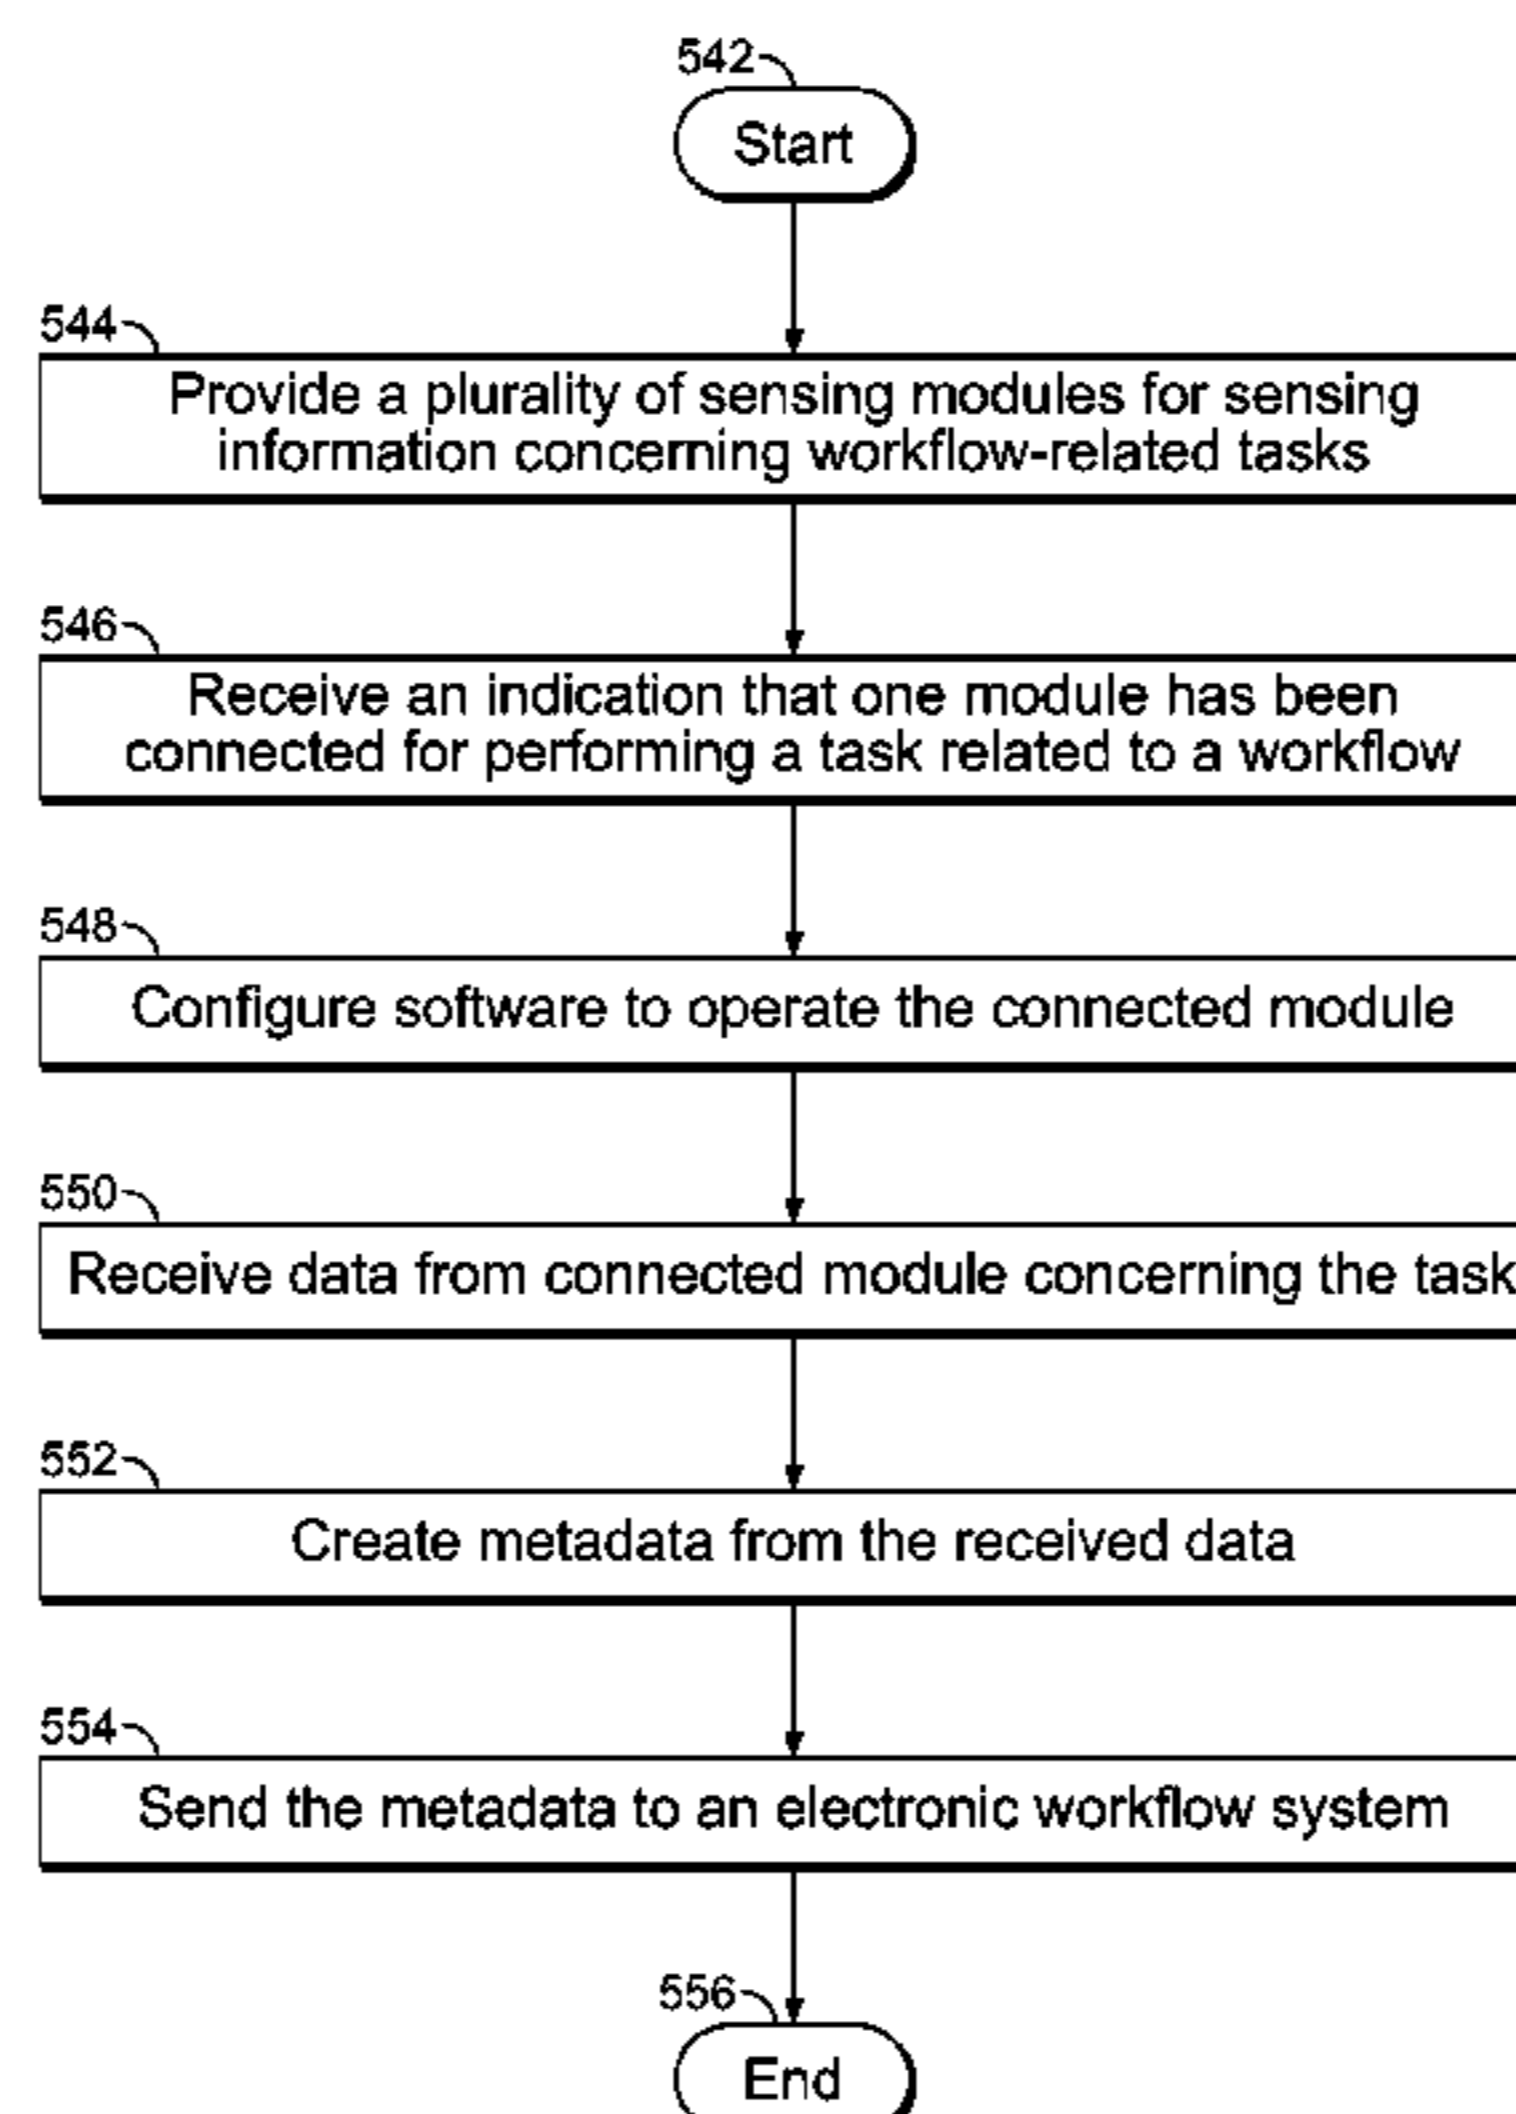 542
Start
544
Provide a plurality of sensing modules for sensing
information concerning workflow-related tasks
546
Receive an indication that one module has been
connected for performing a task related to a workflow
548
Configure software to operate the connected module
550
Receive data from connected module concerning the task
552
Create metadata from the received data
554
Send the metadata to an electronic workflow system
556
End